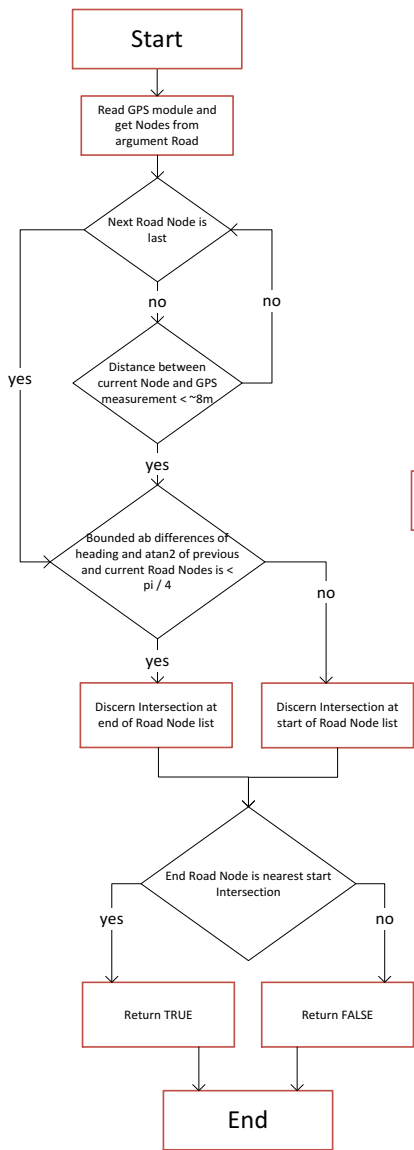 Start
Read GPS module and
get Nodes from
argument Road
Next Road Node is
last
no
no
yes
Distance between
current Node and GPS
measurement < ~8m
yes
Bounded ab differences of
heading and atan2 of previous
and current Road Nodes is <
pi / 4
no
yes
Discern Intersection at
end of Road Node list
Discern Intersection at
start of Road Node list
End Road Node is nearest start
Intersection
yes
no
Return TRUE
Return FALSE
End